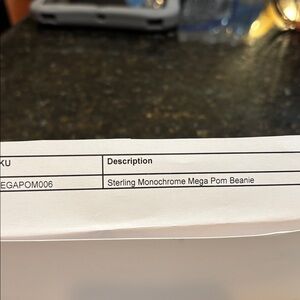 KU Description
EGAPOM006 Sterling Monochrome Mega Pom Beanie